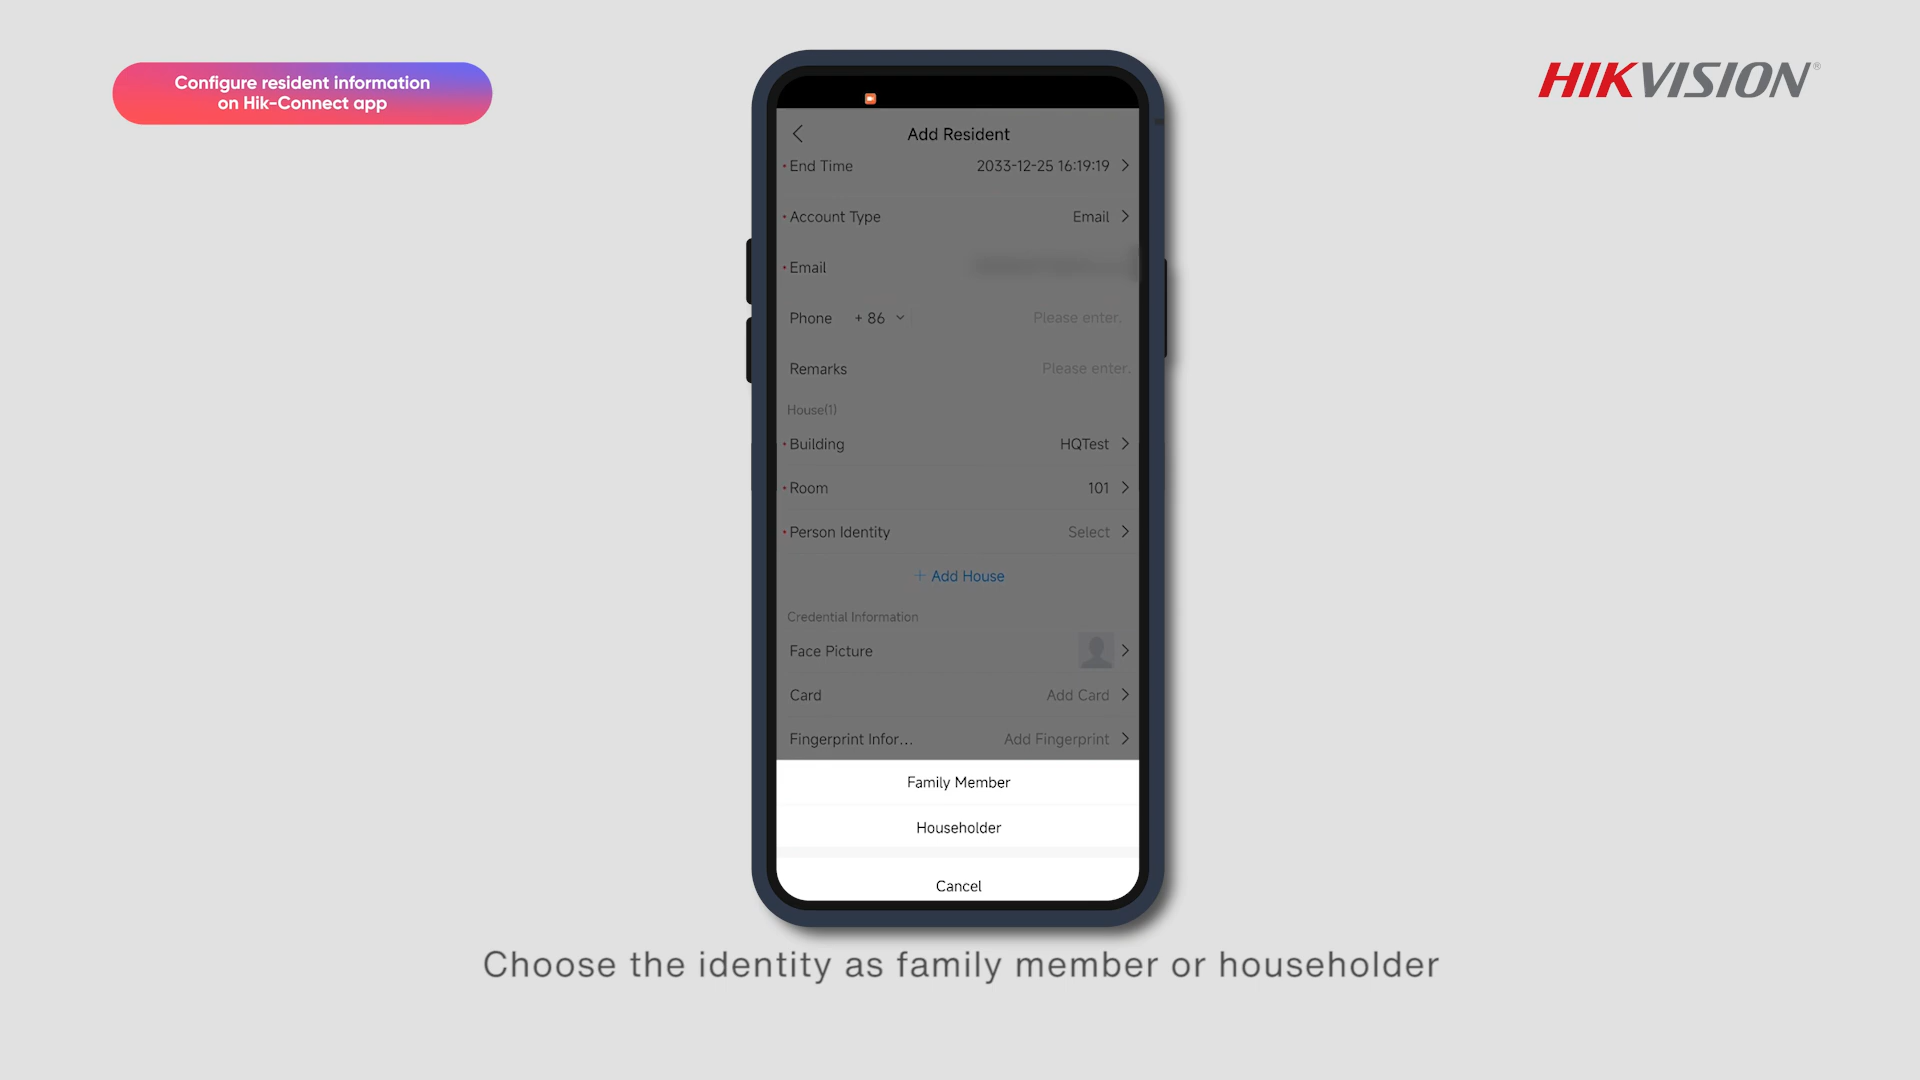 Configure resident information
on Hik-Connect app
HIKVISION®
Add Resident
End Time 2033-12-25 16:19:19
Account Type Email
Email
Phone + 86 Please enter.
Remarks Please enter.
House(1)
Building HQTest
Room 101
Person Identity Select
+ Add House
Credential Information
Face Picture
Card Add Card
Fingerprint Infor... Add Fingerprint
Family Member
Householder
Cancel
Choose the identity as family member or householder